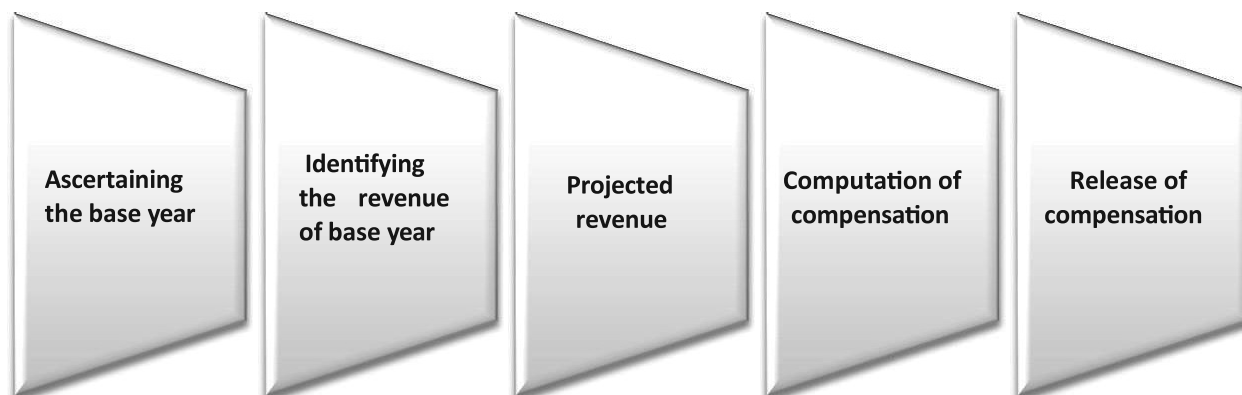 Ascertaining
the base year
Identifying
the revenue
of base year
Projected
revenue
Computation of
compensation
Release of
compensation